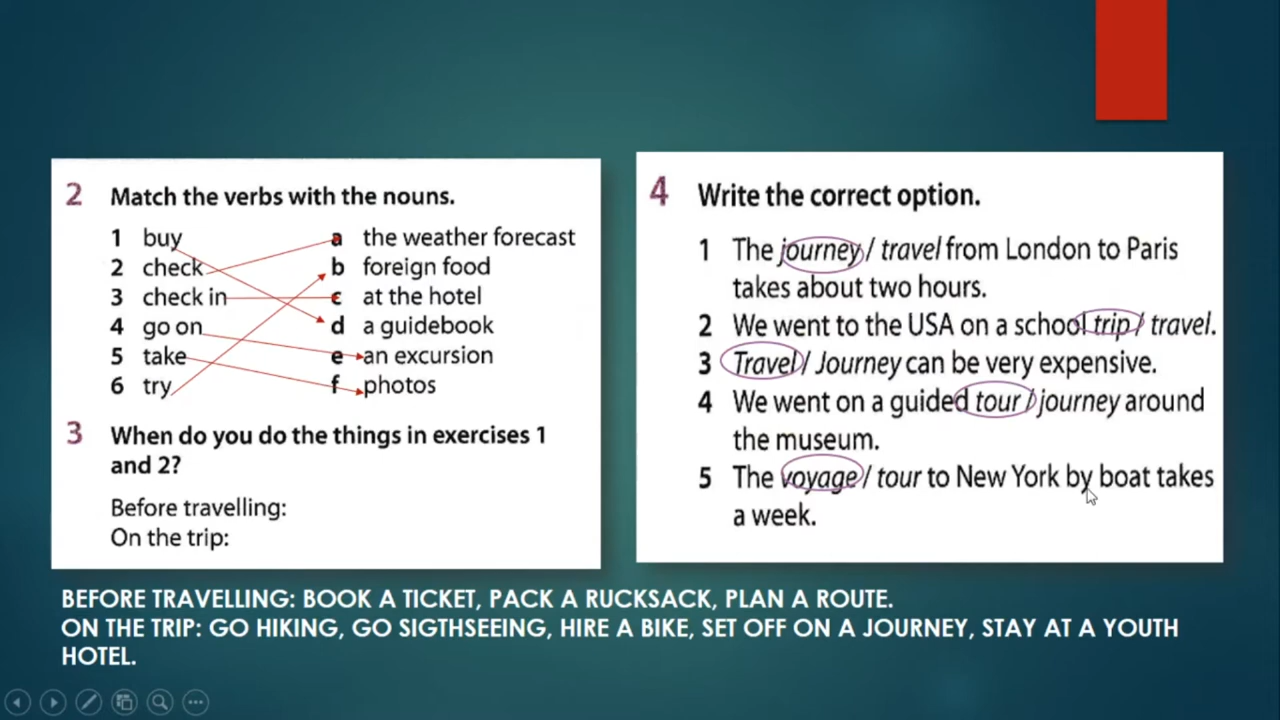 2 Match the verbs with the nouns.
1 buy a the weather forecast
2 check b foreign food
3 check in c at the hotel
4 go on d a guidebook
5 take e an excursion
6 try f photos
3 When do you do the things in exercises 1
and 2?
Before travelling:
On the trip:
4 Write the correct option.
1 The journey / travel from London to Paris
takes about two hours.
2 We went to the USA on a school trip / travel.
3 Travel / Journey can be very expensive.
4 We went on a guided tour / journey around
the museum.
5 The voyage / tour to New York by boat takes
a week.
BEFORE TRAVELLING: BOOK A TICKET, PACK A RUCKSACK, PLAN A ROUTE.
ON THE TRIP: GO HIKING, GO SIGTHSEEING, HIRE A BIKE, SET OFF ON A JOURNEY, STAY AT A YOUTH
HOTEL.